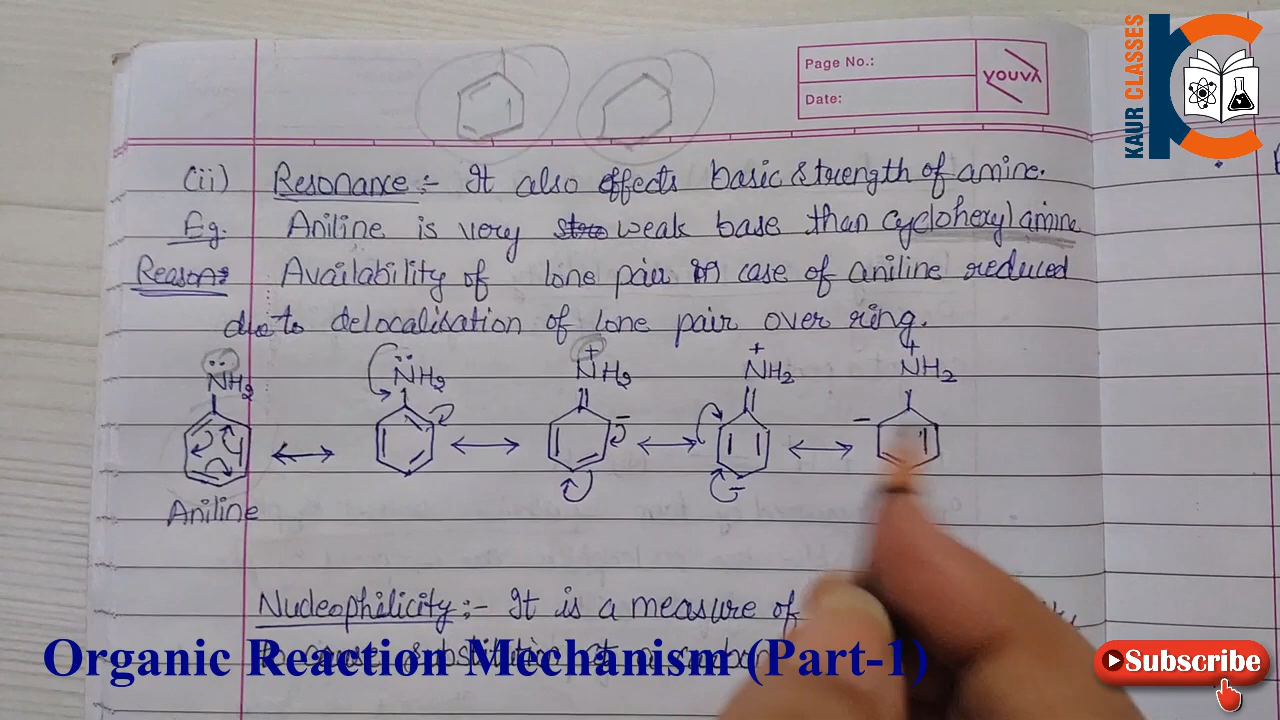 KAUR CLASSES
Page No.:
Date:
YOUVA
(ii) Resonance :- It also effects basic strength of amine.
Eg. Aniline is very weak base than cyclohexyl amine
Reason:- Availability of lone pair in case of aniline reduced
due to delocalisation of lone pair over ring.
NH2 NH2 + NH2 + NH2 + NH2
- - -
Aniline
Nucleophilicity :- It is a measure of
Organic Reaction Mechanism (Part-1)
Subscribe